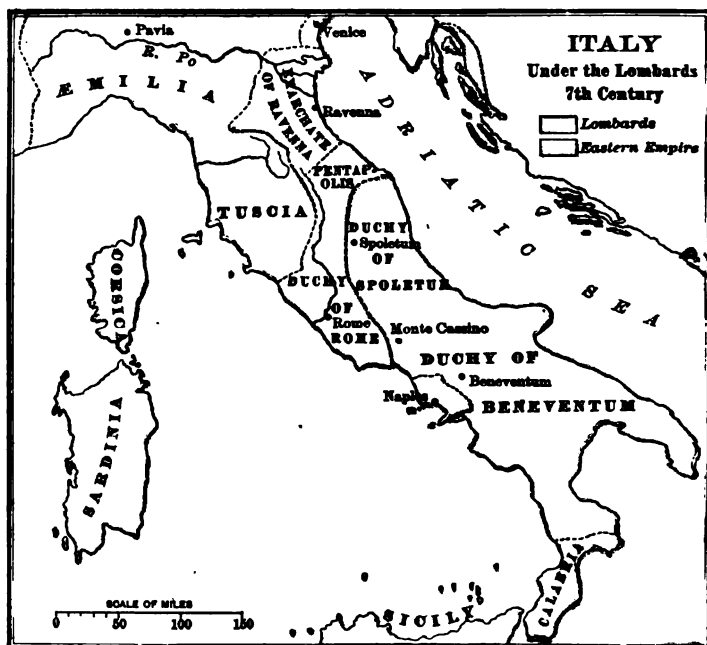 ITALY
Under the Lombards
7th Century
Lombards
Eastern Empire
Pavia
R. Po
Venice
ÆMILIA
EXARCHATE
OF RAVENNA
Ravenna
ADRIATIC SEA
PENTAP
OLIS
TUSCIA
DUCHY
Spoletum
OF
SPOLETUM
CORSICA
DUCHY
OF
Rome
ROME
Monte Cassino
DUCHY OF
Beneventum
BENEVENTUM
Naples
SARDINIA
CALABRIA
SICILY
SCALE OF MILES
0 50 100 150